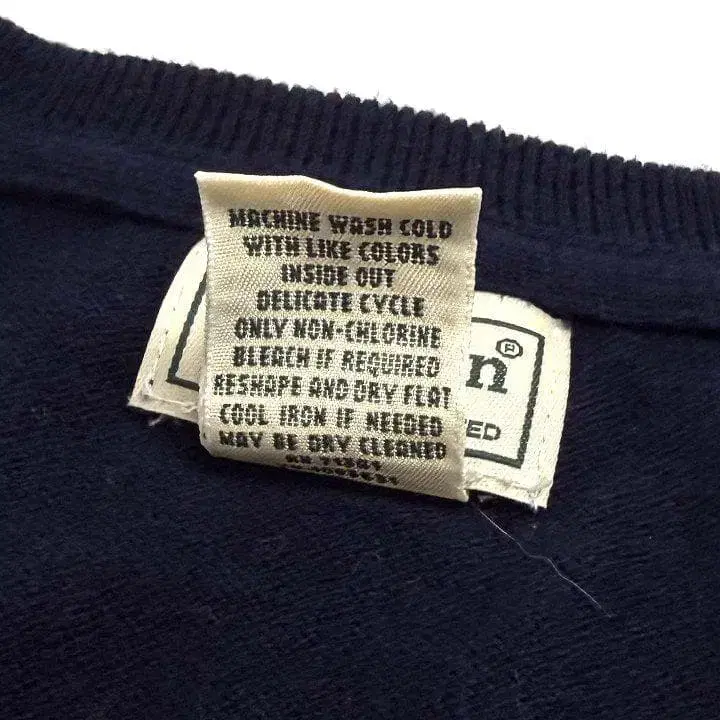 MACHINE WASH COLD
WITH LIKE COLORS
INSIDE OUT
DELICATE CYCLE
ONLY NON-CHLORINE
BLEACH IF REQUIRED
RESHAPE AND DRY FLAT
COOL IRON IF NEEDED
MAY BE DRY CLEANED
n®
ED